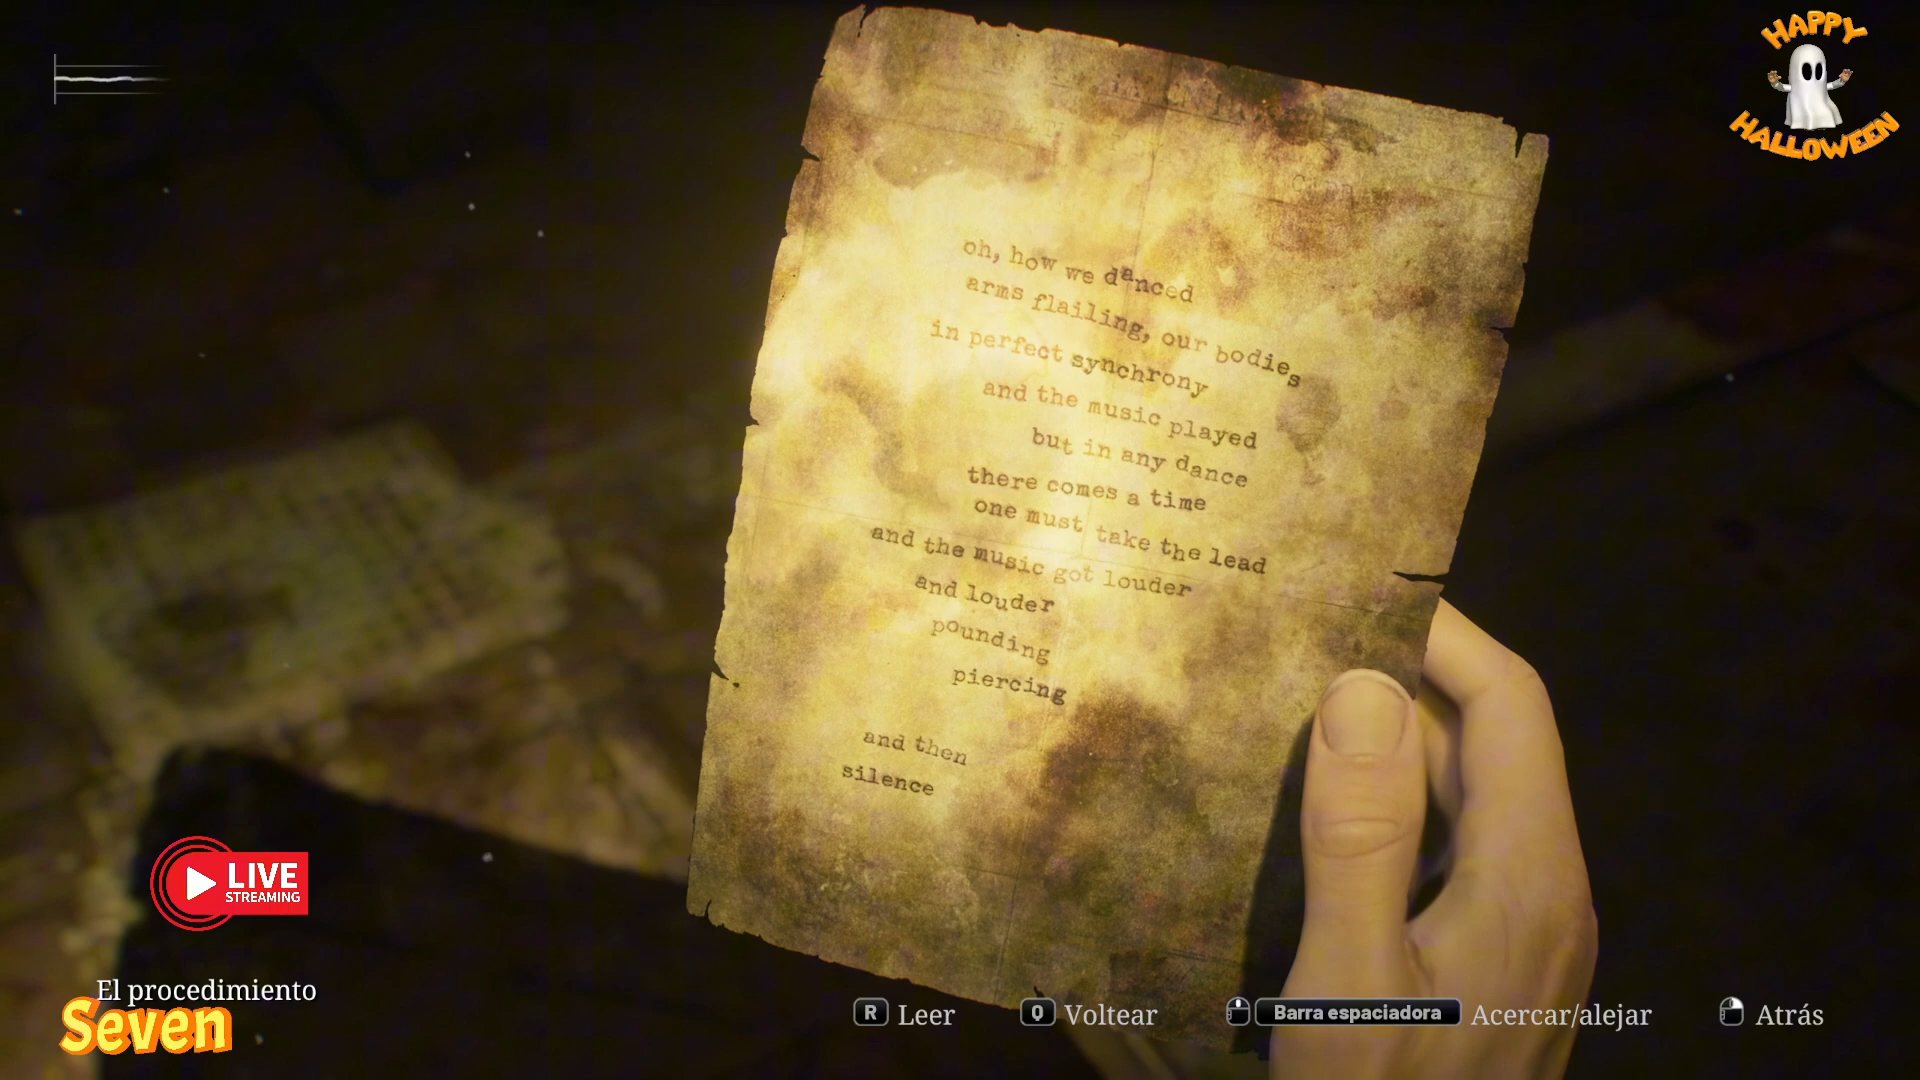 HAPPY
HALLOWEEN
oh, how we danced
arms flailing, our bodies
in perfect synchrony
and the music played
but in any dance
there comes a time
one must take the lead
and the music got louder
and louder
pounding
piercing
and then
silence
LIVE
STREAMING
El procedimiento
Seven
R Leer
Q Voltear
Barra espaciadora Acercar/alejar
Atrás